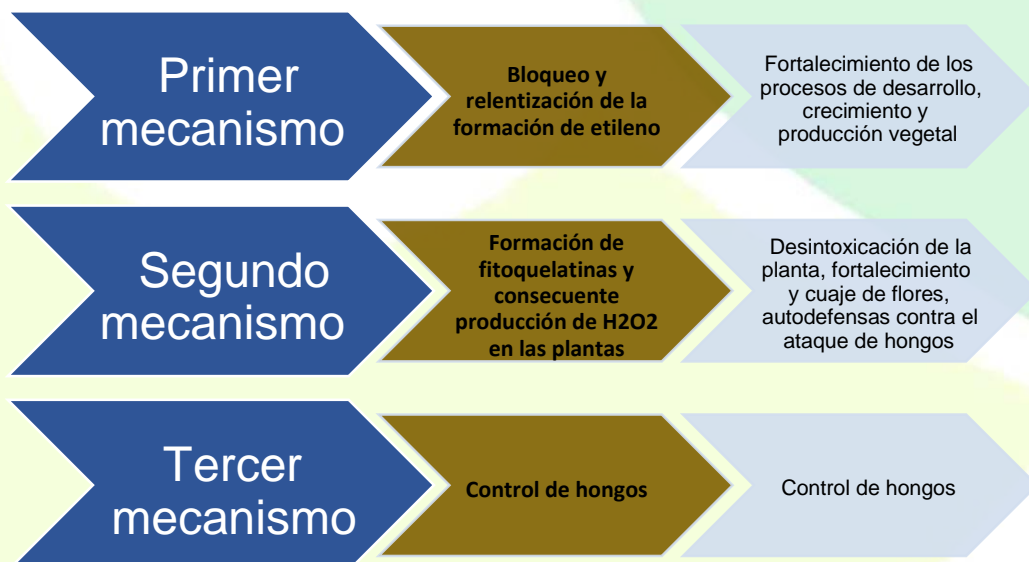 Primer
mecanismo
Bloqueo y
relentización de la
formación de etileno
Fortalecimiento de los
procesos de desarrollo,
crecimiento y
producción vegetal
Segundo
mecanismo
Formación de
fitoquelatinas y
consecuente
producción de H2O2
en las plantas
Desintoxicación de la
planta, fortalecimiento
y cuaje de flores,
autodefensas contra el
ataque de hongos
Tercer
mecanismo
Control de hongos
Control de hongos